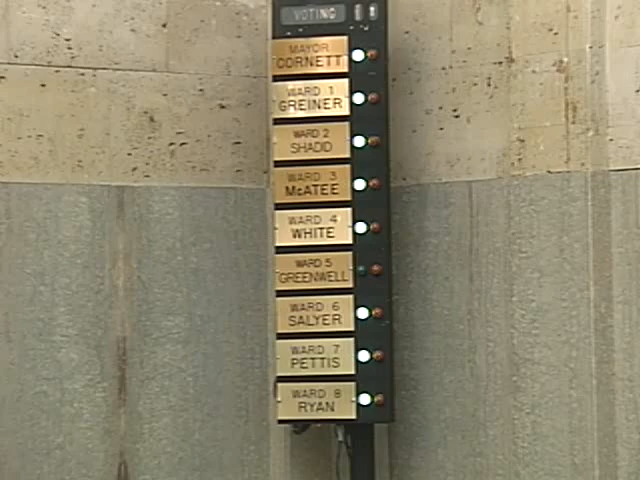 VOTING
MAYOR
CORNETT
WARD 1
GREINER
WARD 2
SHADID
WARD 3
McATEE
WARD 4
WHITE
WARD 5
GREENWELL
WARD 6
SALYER
WARD 7
PETTIS
WARD 8
RYAN